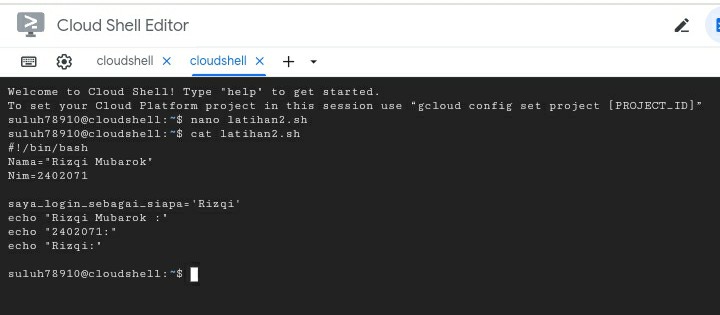 Cloud Shell Editor
cloudshell × cloudshell × + ▾
Welcome to Cloud Shell! Type "help" to get started.
To set your Cloud Platform project in this session use “gcloud config set project [PROJECT_ID]”
suluh78910@cloudshell:~$ nano latihan2.sh
suluh78910@cloudshell:~$ cat latihan2.sh
#!/bin/bash
Nama="Rizqi Mubarok"
Nim=2402071
saya_login_sebagai_siapa='Rizqi'
echo "Rizqi Mubarok :"
echo "2402071:"
echo "Rizqi:"
suluh78910@cloudshell:~$